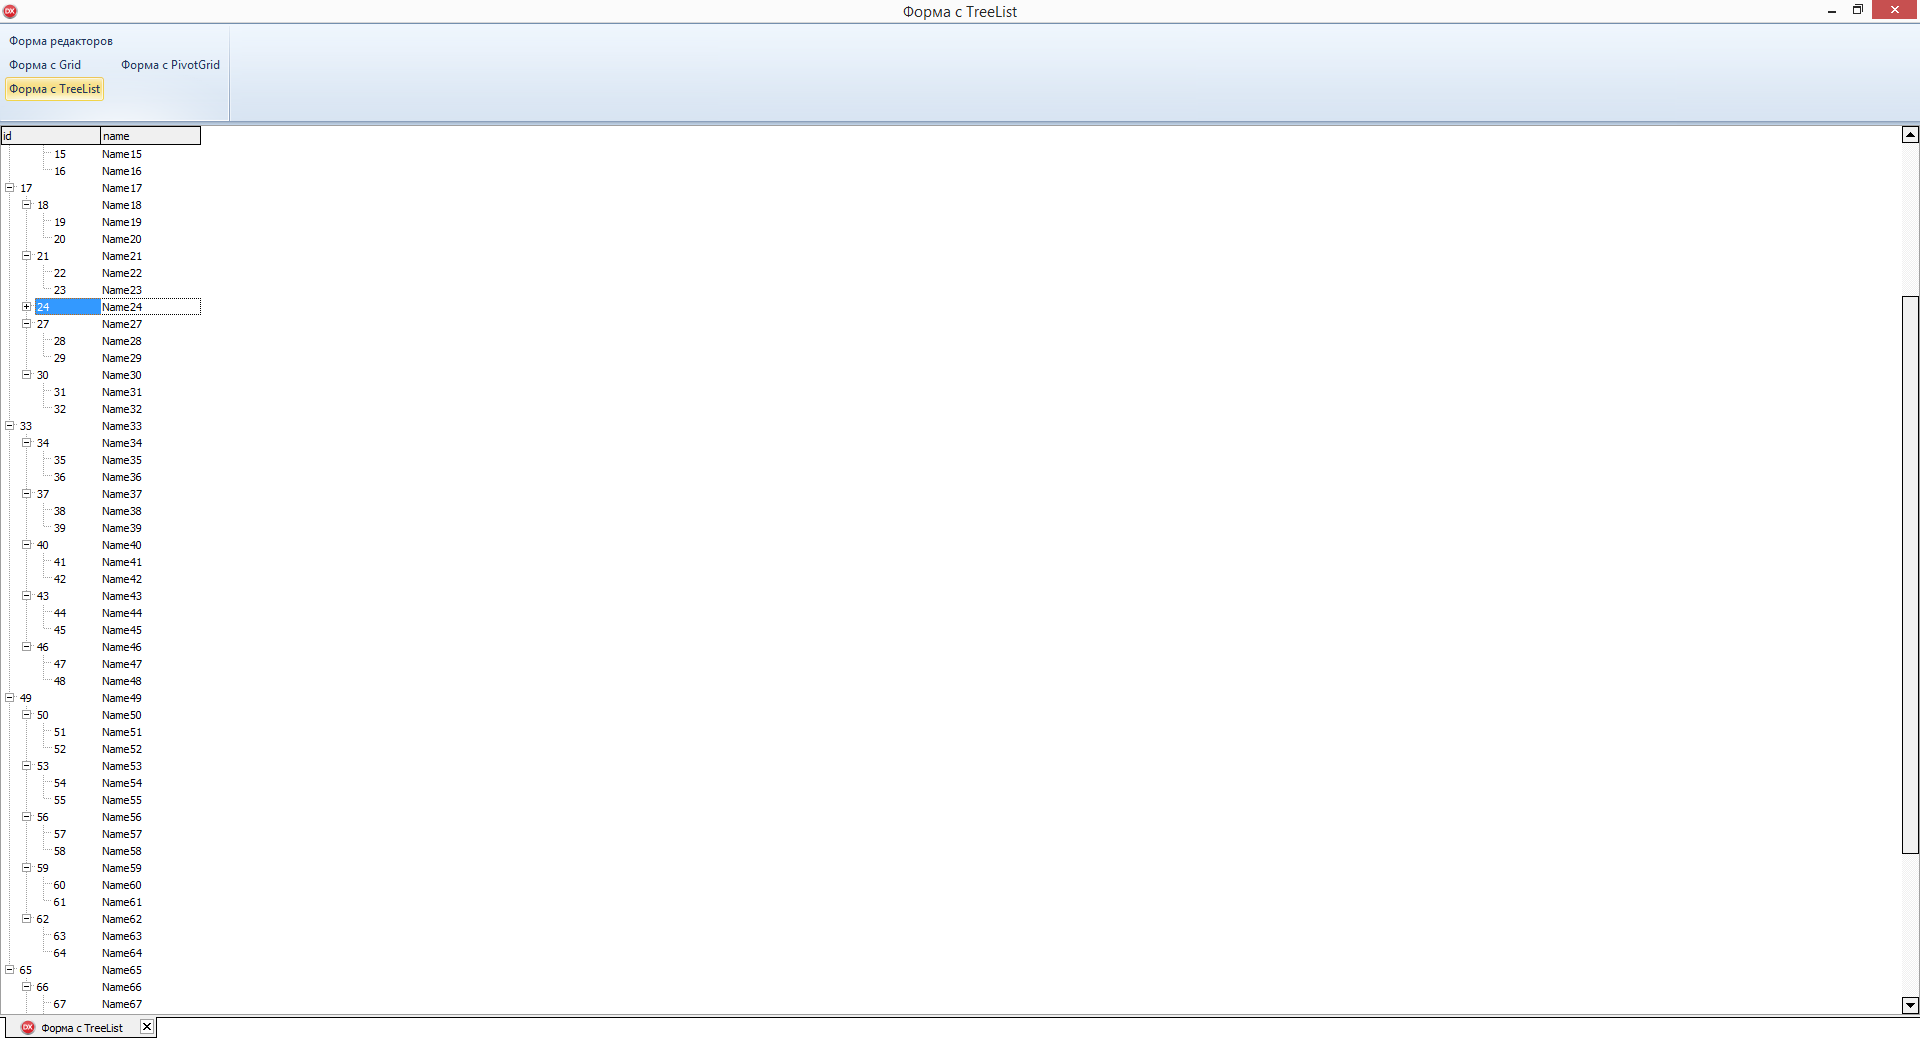 Форма с TreeList
Форма редакторов
Форма с Grid Форма с PivotGrid
Форма с TreeList
id name
15 Name15
16 Name16
17 Name17
18 Name18
19 Name19
20 Name20
21 Name21
22 Name22
23 Name23
24 Name24
27 Name27
28 Name28
29 Name29
30 Name30
31 Name31
32 Name32
33 Name33
34 Name34
35 Name35
36 Name36
37 Name37
38 Name38
39 Name39
40 Name40
41 Name41
42 Name42
43 Name43
44 Name44
45 Name45
46 Name46
47 Name47
48 Name48
49 Name49
50 Name50
51 Name51
52 Name52
53 Name53
54 Name54
55 Name55
56 Name56
57 Name57
58 Name58
59 Name59
60 Name60
61 Name61
62 Name62
63 Name63
64 Name64
65 Name65
66 Name66
67 Name67
DX Форма с TreeList